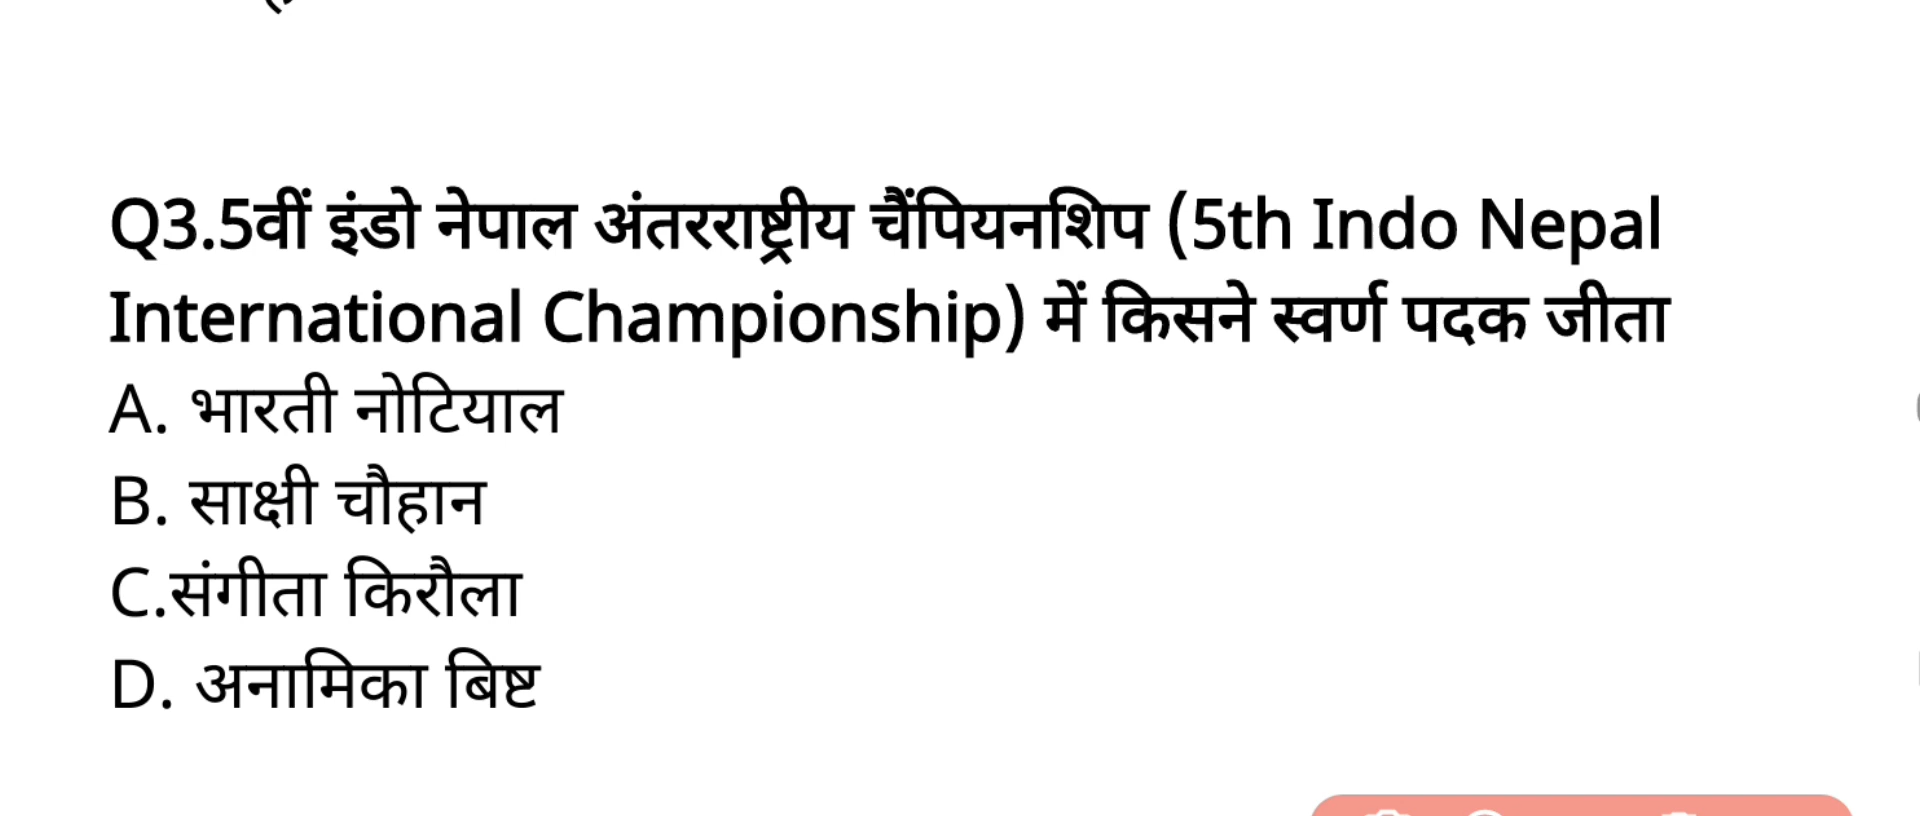 Q3.5वीं इंडो नेपाल अंतरराष्ट्रीय चैंपियनशिप (5th Indo Nepal
International Championship) में किसने स्वर्ण पदक जीता
A. भारती नोटियाल
B. साक्षी चौहान
C.संगीता किरौला
D. अनामिका बिष्ट